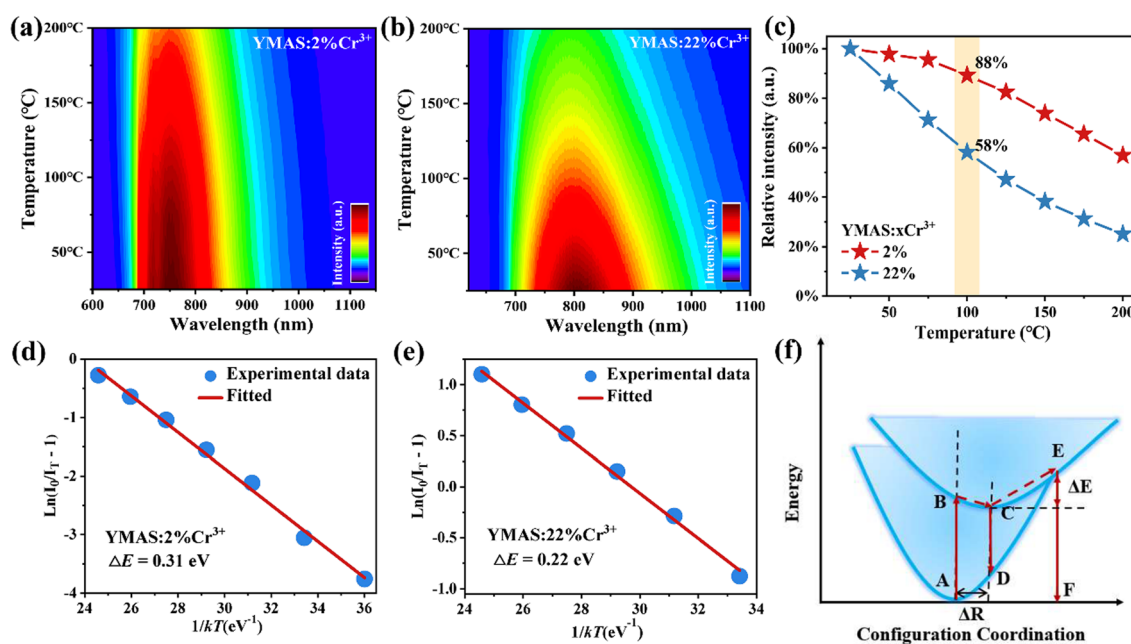 (a)
200°C
150°C
100°C
50°C
Temperature (°C)
YMAS:2%Cr³⁺
Intensity (a.u.)
600 700 800 900 1000 1100
Wavelength (nm)
(b)
200°C
150°C
100°C
50°C
Temperature (°C)
YMAS:22%Cr³⁺
Intensity (a.u.)
700 800 900 1000 1100
Wavelength (nm)
(c)
100%
80%
60%
40%
20%
0%
Relative intensity (a.u.)
88%
58%
YMAS:xCr³⁺
2%
22%
50 100 150 200
Temperature (°C)
(d)
0
-1
-2
-3
-4
Ln(I₀/I_T - 1)
Experimental data
Fitted
YMAS:2%Cr³⁺
ΔE = 0.31 eV
24 26 28 30 32 34 36
1/kT(eV⁻¹)
(e)
1.0
0.5
0.0
-0.5
-1.0
Ln(I₀/I_T - 1)
Experimental data
Fitted
YMAS:22%Cr³⁺
ΔE = 0.22 eV
24 26 28 30 32 34
1/kT(eV⁻¹)
(f)
Energy
E
B
ΔE
C
A
D
F
ΔR
Configuration Coordination